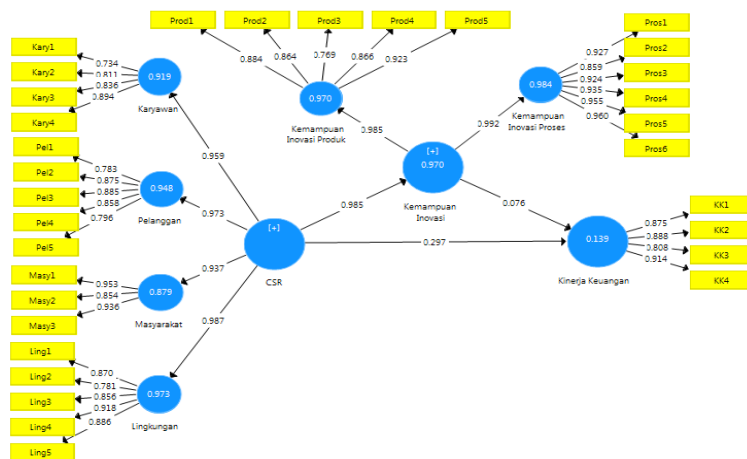 Prod1
Prod2
Prod3
Prod4
Prod5
0.884
0.864
0.769
0.866
0.923
0.970
Kemampuan
Inovasi Produk
Kary1
Kary2
Kary3
Kary4
0.734
0.811
0.836
0.894
0.919
Karyawan
Pros1
Pros2
Pros3
Pros4
Pros5
Pros6
0.927
0.859
0.924
0.935
0.955
0.960
0.984
Kemampuan
Inovasi Proses
0.985
0.992
[+]
0.970
Kemampuan
Inovasi
0.959
Pel1
Pel2
Pel3
Pel4
Pel5
0.783
0.875
0.885
0.858
0.796
0.948
Pelanggan
0.973
0.985
0.076
[+]
CSR
0.297
0.139
Kinerja Keuangan
KK1
KK2
KK3
KK4
0.875
0.888
0.808
0.914
Masy1
Masy2
Masy3
0.953
0.854
0.936
0.879
Masyarakat
0.937
0.987
Ling1
Ling2
Ling3
Ling4
Ling5
0.870
0.781
0.856
0.918
0.886
0.973
Lingkungan